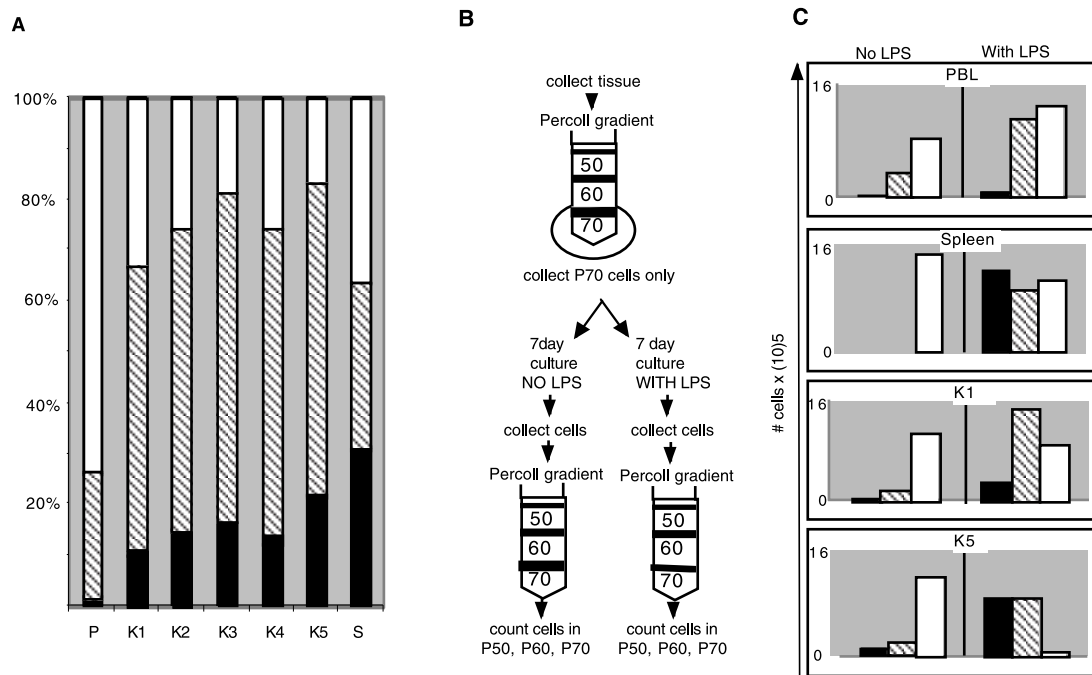 A
100%
80%
60%
40%
20%
P K1 K2 K3 K4 K5 S
B
collect tissue
Percoll gradient
50
60
70
collect P70 cells only
7day
culture
NO LPS
7 day
culture
WITH LPS
collect cells
collect cells
Percoll gradient
Percoll gradient
50
60
70
50
60
70
count cells in
P50, P60, P70
count cells in
P50, P60, P70
C
No LPS
With LPS
# cells x (10)5
PBL
16
0
Spleen
16
0
K1
16
0
K5
16
0